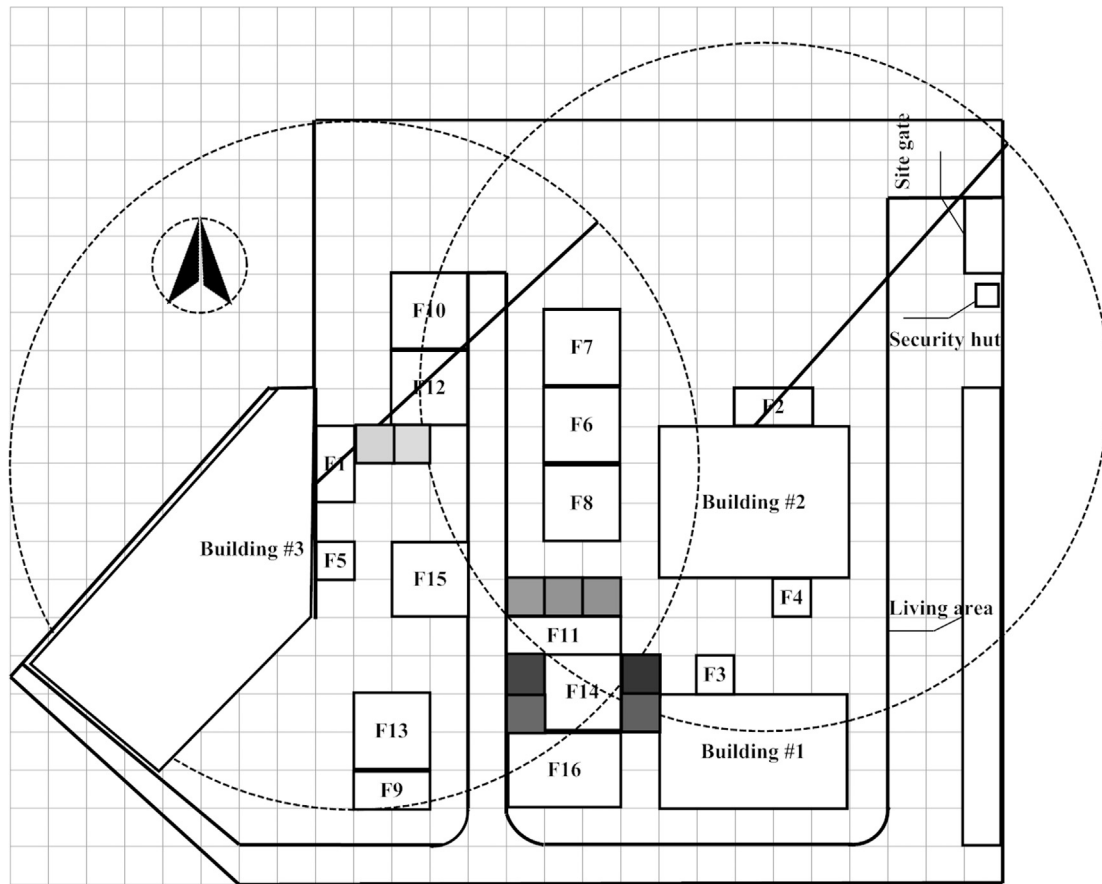 Site gate
F10
Security hut
F7
F12
F2
F6
F1
F8
Building #2
Building #3
F5
F15
F4
Living area
F11
F3
F14
F13
Building #1
F16
F9